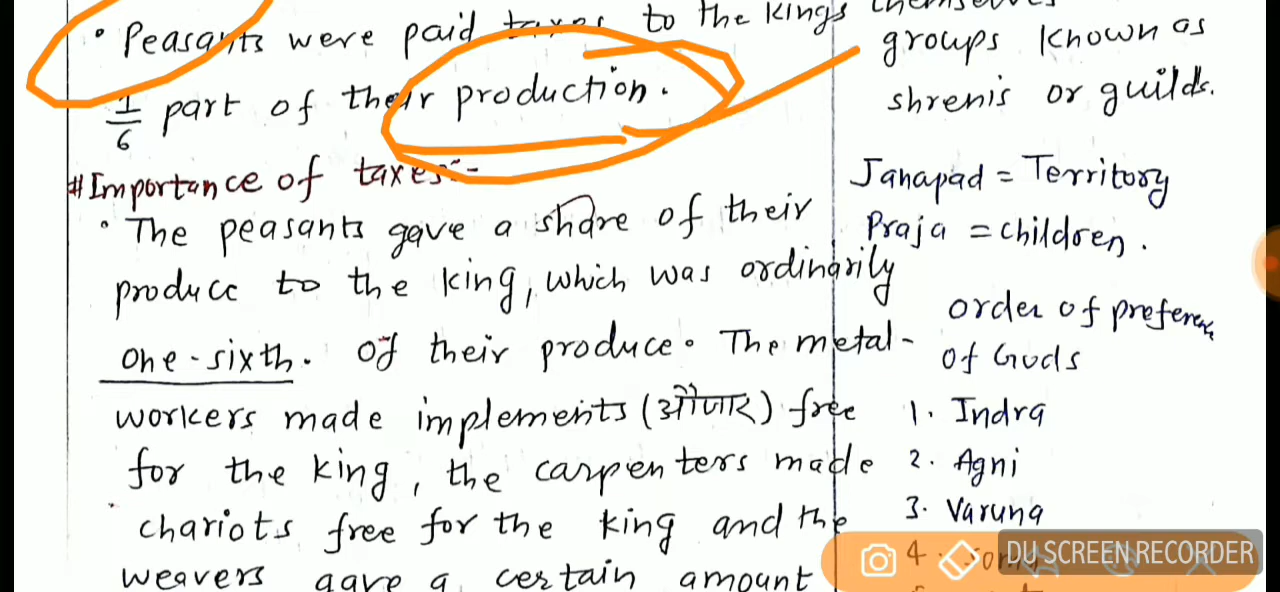 • Peasants were paid taxes to the kings
1/6 part of their production.
#Importance of taxes:-
• The peasants gave a share of their
produce to the king, which was ordinarily
one-sixth. Of their produce. The metal-
workers made implements (औजार) free
for the king, the carpenters made
chariots free for the king and the
weavers gave a certain amount
themselves
groups known as
shrenis or guilds.
Janapad = Territory
Praja = children.
order of preference
of Gods
1. Indra
2. Agni
3. Varuna
4.
DU SCREEN RECORDER